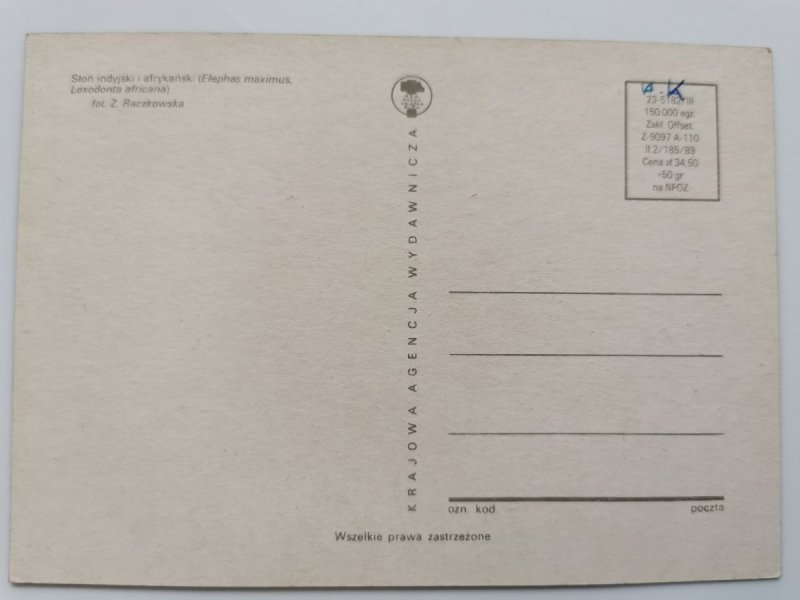 Słoń indyjski i afrykański (Elephas maximus,
Loxodonta africana)
fot. Z. Raczkowska
KRAJOWA AGENCJA WYDAWNICZA
K
23-5182/III
150 000 egz.
Zakł. Offset.
Z-9097 A-110
II 2/185/89
Cena zł 34,50
+50 gr
na NFOZ
ozn. kod
poczta
Wszelkie prawa zastrzeżone